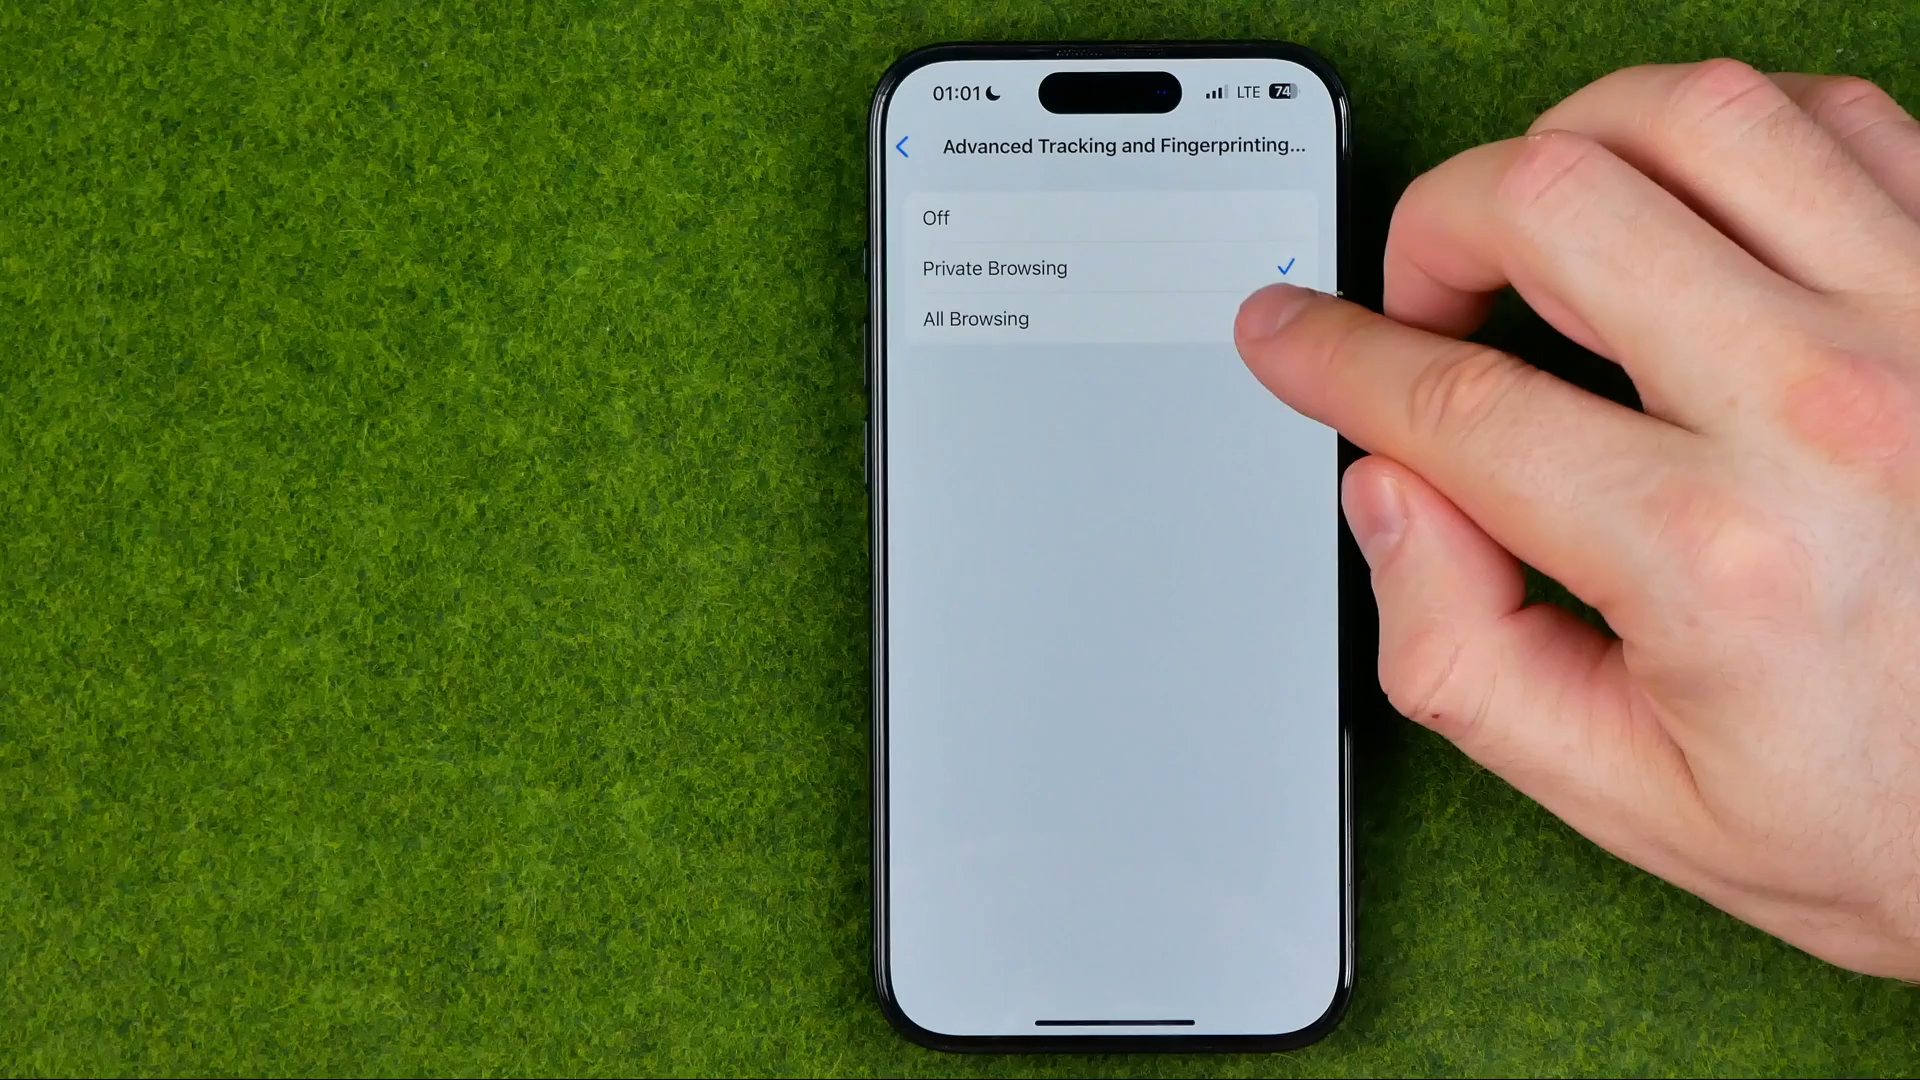 01:01 LTE 74
Advanced Tracking and Fingerprinting...
Off
Private Browsing
All Browsing